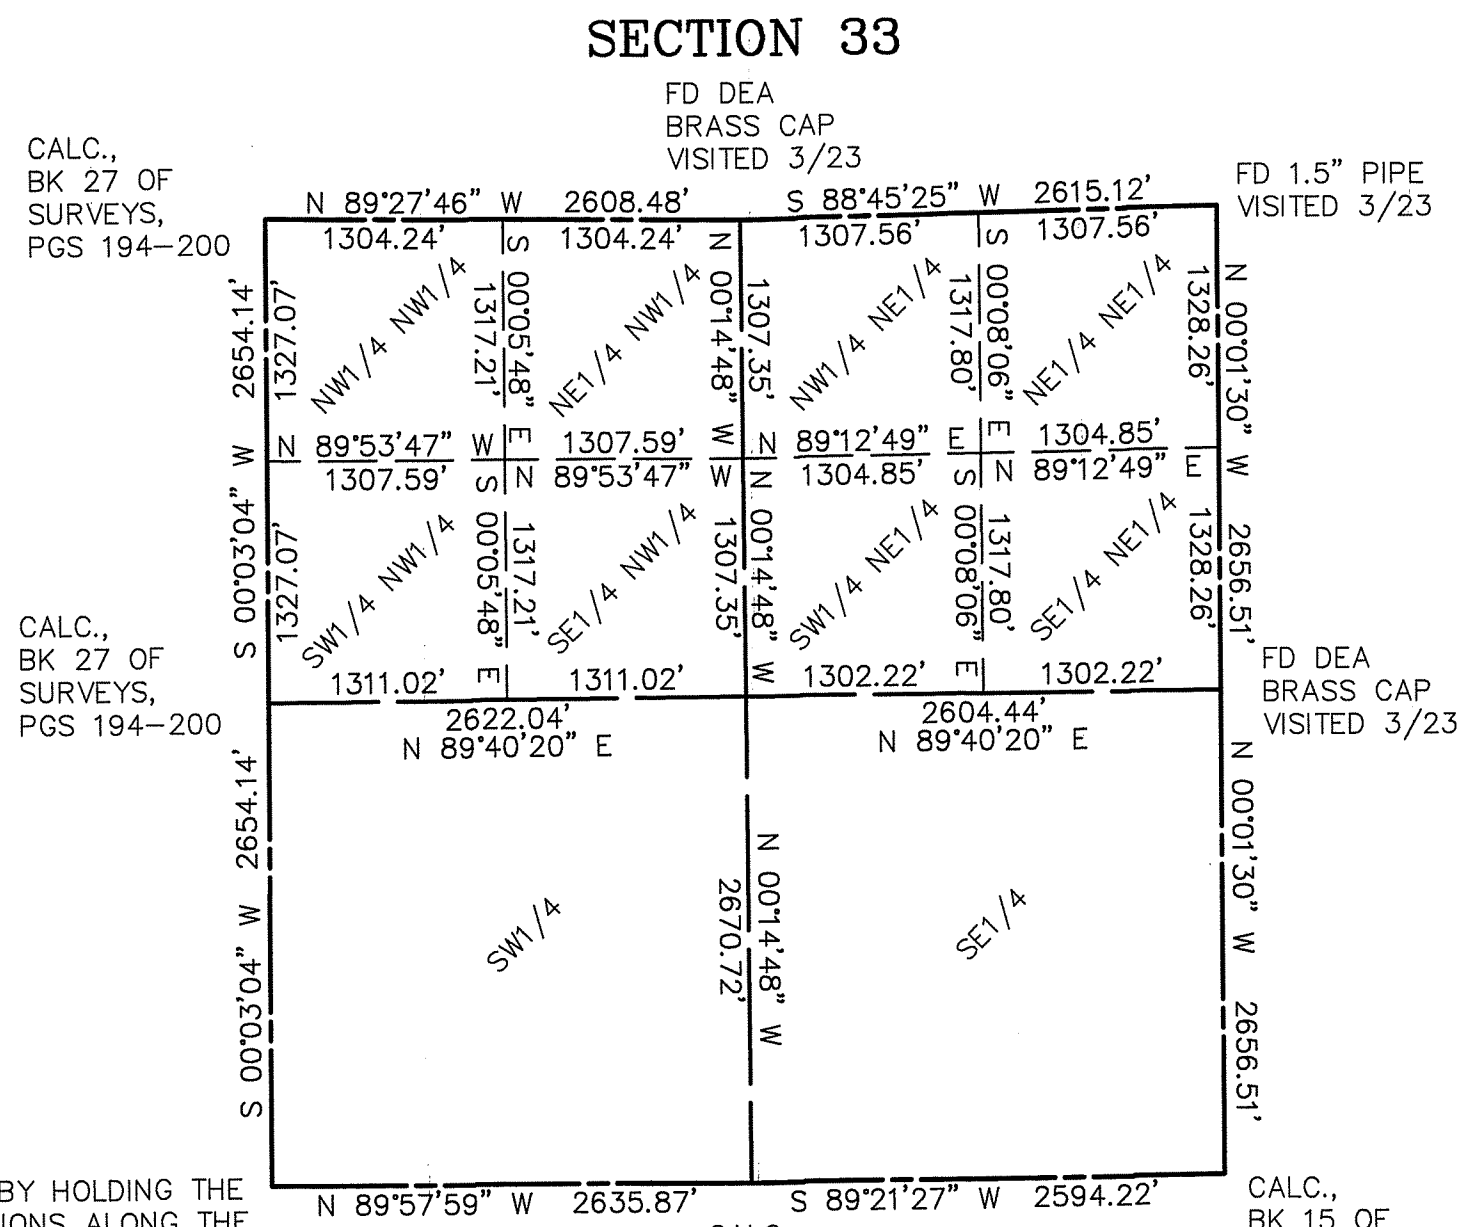 SECTION 33
FD DEA
BRASS CAP
VISITED 3/23
CALC.,
BK 27 OF
SURVEYS,
PGS 194-200
FD 1.5" PIPE
VISITED 3/23
N 89°27'46" W 2608.48'
S 88°45'25" W 2615.12'
1304.24'
1304.24'
1307.56'
1307.56'
S 00°03'04" W 2654.14'
1327.07'
NW1/4 NW1/4
S 00°05'48" E
1317.21'
NE1/4 NW1/4
N 00°14'48" W
1307.35'
NW1/4 NE1/4
S 00°08'06" E
1317.80'
NE1/4 NE1/4
1328.26'
N 00°01'30" W 2656.51'
N 89°53'47" W
1307.59'
1307.59'
N 89°53'47" W
N 89°12'49" E
1304.85'
1304.85'
N 89°12'49" E
1327.07'
SW1/4 NW1/4
S 00°05'48" E
1317.21'
SE1/4 NW1/4
1307.35'
N 00°14'48" W
SW1/4 NE1/4
S 00°08'06" E
1317.80'
SE1/4 NE1/4
1328.26'
1311.02'
1311.02'
1302.22'
1302.22'
CALC.,
BK 27 OF
SURVEYS,
PGS 194-200
2622.04'
N 89°40'20" E
2604.44'
N 89°40'20" E
FD DEA
BRASS CAP
VISITED 3/23
S 00°03'04" W 2654.14'
SW1/4
2670.72'
N 00°14'48" W
SE1/4
N 00°01'30" W 2656.51'
BY HOLDING THE
IONS ALONG THE
N 89°57'59" W 2635.87'
S 89°21'27" W 2594.22'
CALC.,
BK 15 OF